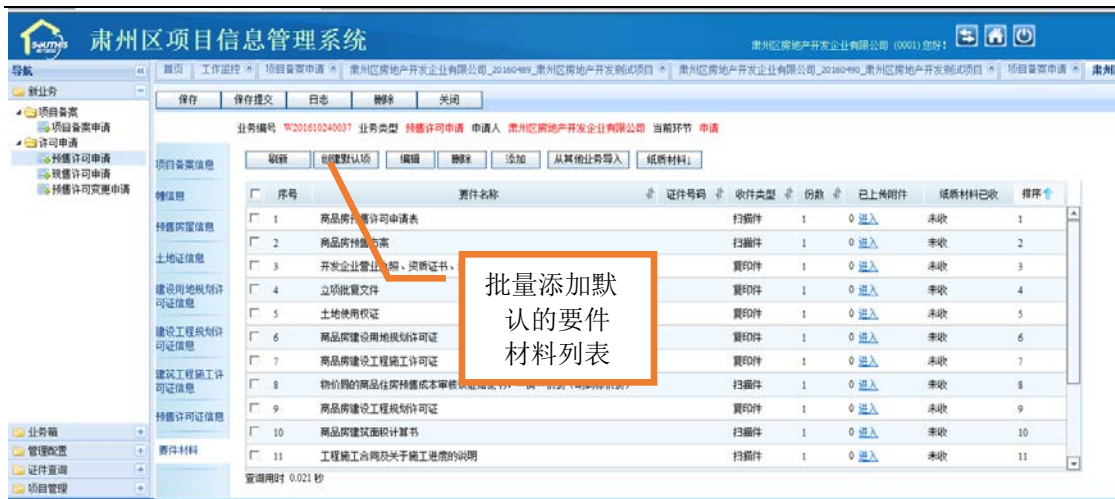 SOUTHS
肃州区项目信息管理系统
肃州区房地产开发企业有限公司 (0001) 您好!
导航
首页 工作监控 项目备案申请 肃州区房地产开发企业有限公司_20160489_肃州区房地产开发测试项目 肃州区房地产开发企业有限公司_20160490_肃州区房地产开发测试项目 项目备案申请 肃州
新业务
项目备案
项目备案申请
许可申请
预售许可申请
现售许可申请
预售许可变更申请
业务箱
管理配置
证件查询
项目管理
保存 保存提交 日志 删除 关闭
业务编号 W201610240037 业务类型 预售许可申请 申请人 肃州区房地产开发企业有限公司 当前环节 申请
项目备案信息
幢信息
预售房屋信息
土地证信息
建设用地规划许
可证信息
建设工程规划许
可证信息
建筑工程施工许
可证信息
预售许可证信息
要件材料
刷新 创建默认项 编辑 删除 添加 从其他业务导入 纸质材料↓
序号 要件名称 证件号码 收件类型 份数 已上传附件 纸质材料已收 排序
1 商品房预售许可申请表 扫描件 1 0 进入 未收 1
2 商品房预售方案 扫描件 1 0 进入 未收 2
3 开发企业营业执照、资质证书、 复印件 1 0 进入 未收 3
4 立项批复文件 复印件 1 0 进入 未收 4
5 土地使用权证 复印件 1 0 进入 未收 5
6 商品房建设用地规划许可证 复印件 1 0 进入 未收 6
7 商品房建设工程施工许可证 复印件 1 0 进入 未收 7
8 物价局的商品住房预售成本审核 扫描件 1 0 进入 未收 8
9 商品房建设工程规划许可证 复印件 1 0 进入 未收 9
10 商品房建筑面积计算书 扫描件 1 0 进入 未收 10
11 工程施工合同及关于施工进度的说明 扫描件 1 0 进入 未收 11
批量添加默
认的要件
材料列表
查询用时 0.021 秒